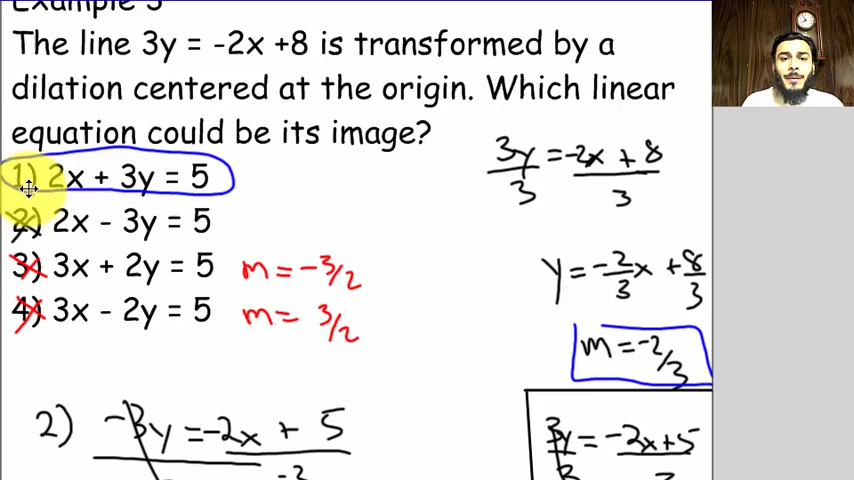 Example 5
The line 3y = -2x +8 is transformed by a
dilation centered at the origin. Which linear
equation could be its image?
1) 2x + 3y = 5
2) 2x - 3y = 5
3) 3x + 2y = 5 m = -3/2
4) 3x - 2y = 5 m = 3/2
3y/3 = -2x + 8/3
y = -2/3x + 8/3
m = -2/3
2) -3y = -2x + 5
-3
3y/3 = -2x+5